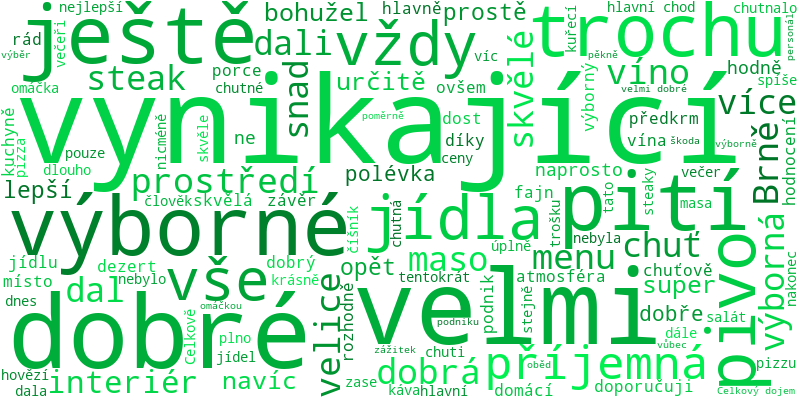 nejlepší
ještě
bohužel
hlavně
prostě
trochu
hlavní chod
chutnalo
rád
večeři
výběr
dali
vždy
kuřecí
personál
pěkně
steak
porce
víc
víno
hodně
omáčka
chutné
snad
určitě
ovšem
skvělé
výborný
velmi dobré
spíše
vynikající
poměrně
dost
předkrm
více
kuchyně
pizza
nicméně
skvěle
ne
díky
vína
škoda
výborně
Brně
hodnocení
pouze
dlouho
ceny
polévka
naprosto
večer
lepší
prostředí
člověk
skvělá
závěr
fajn
trošku
tato
steaky
masa
pití
výborné
číšník
chutná
jídla
úplně
nebyla
chuť
pivo
výborná
nakonec
jídlu
dezert
vše
dobrý
opět
maso
menu
místo
nebylo
krásně
tentokrát
atmosféra
chuťově
dal
velice
rozhodně
podnik
stejně
super
dnes
omáčkou
velmi
dobré
Celkově
plno
podniku
dobře
salát
jídel
zážitek
chuti
příjemná
dále
vůbec
hovězí
interiér
navíc
zase
dobrá
oběd
pizzu
dala
káva
hlavní
domácí
doporučuji
Celkový dojem